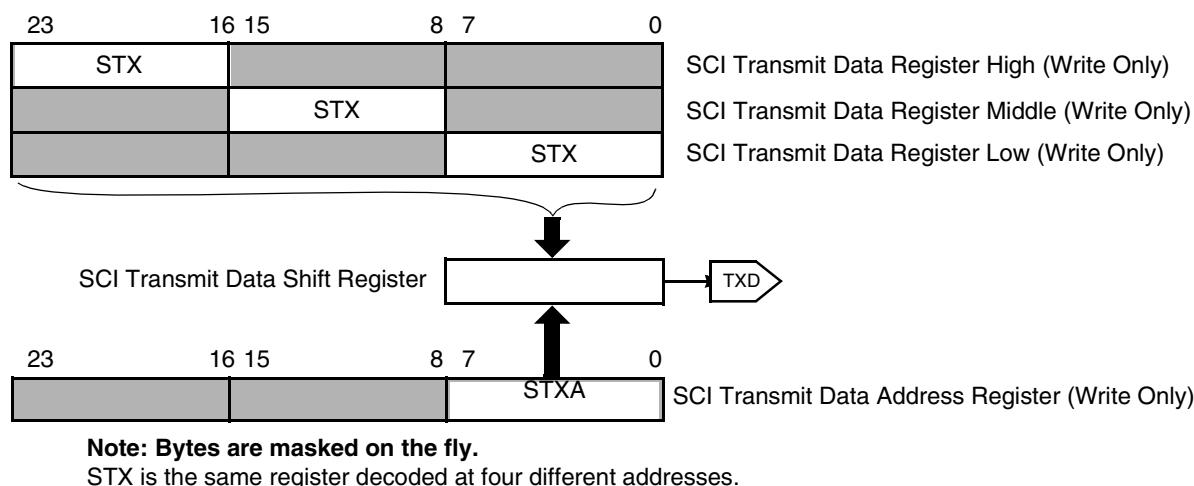 23 16 15 8 7 0
STX SCI Transmit Data Register High (Write Only)
STX SCI Transmit Data Register Middle (Write Only)
STX SCI Transmit Data Register Low (Write Only)
SCI Transmit Data Shift Register TXD
23 16 15 8 7 0
STXA SCI Transmit Data Address Register (Write Only)
Note: Bytes are masked on the fly.
STX is the same register decoded at four different addresses.